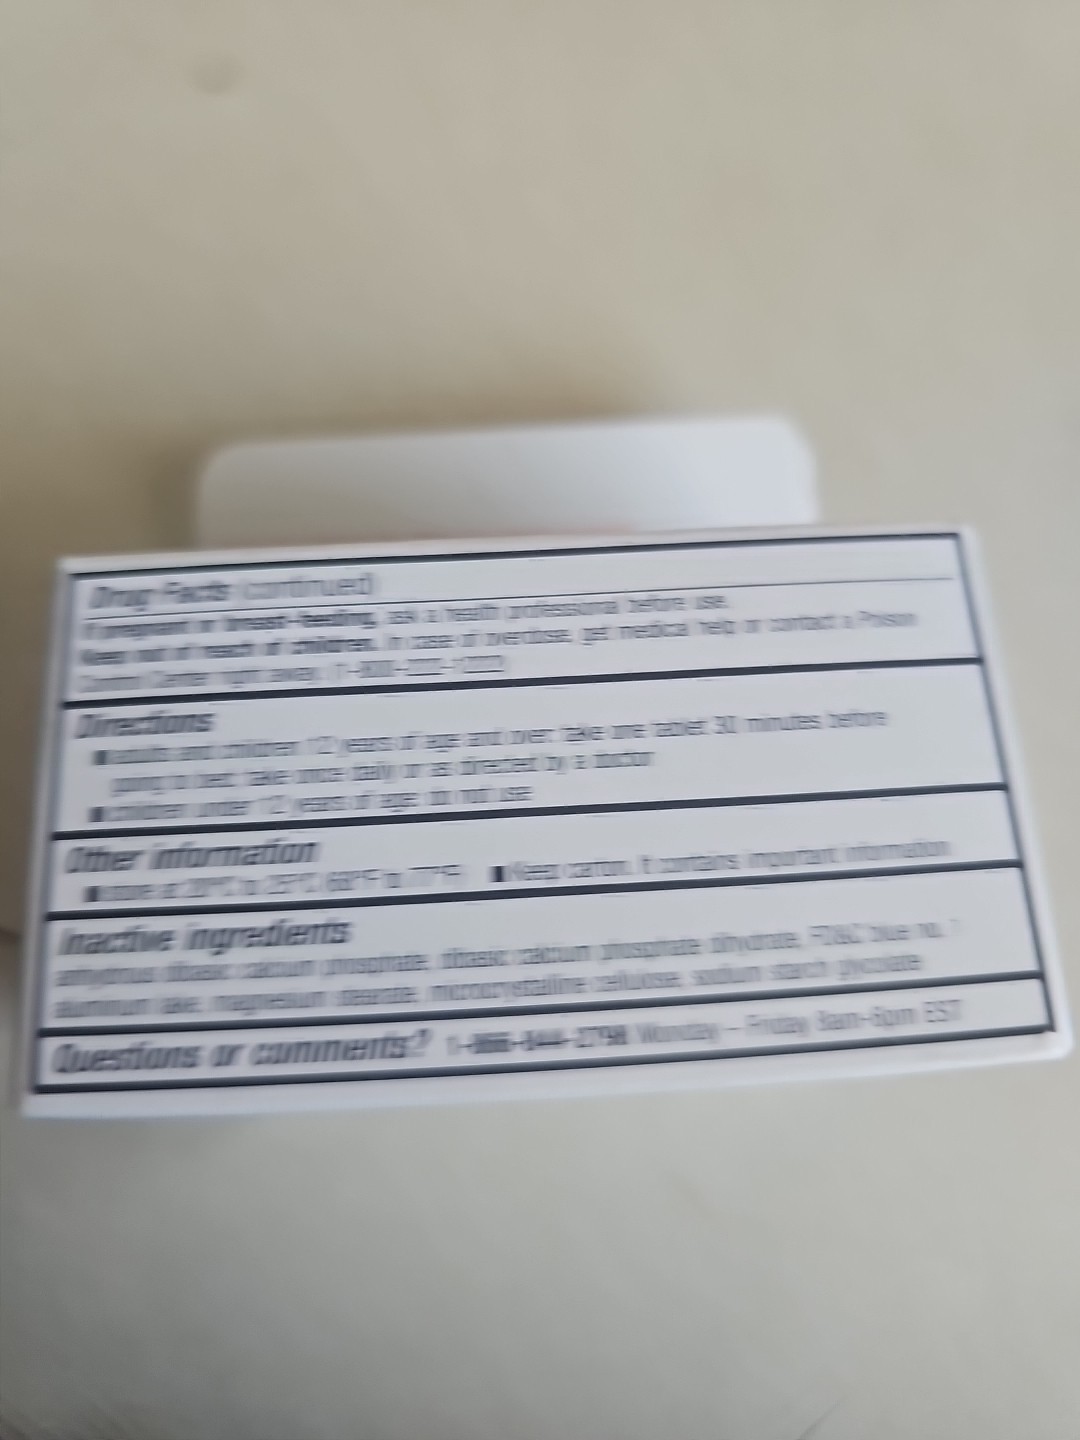 Drug Facts (continued)
If pregnant or breast-feeding, ask a health professional before use.
Keep out of reach of children. In case of overdose, get medical help or contact a Poison
Control Center right away. (1-800-222-1222)
Directions
■ adults and children 12 years of age and over: take one tablet 30 minutes before
going to bed; take once daily or as directed by a doctor
■ children under 12 years of age: do not use
Other information
■ store at 20°C to 25°C (68°F to 77°F) ■ Keep carton. It contains important information
Inactive ingredients
anhydrous dibasic calcium phosphate, dibasic calcium phosphate dihydrate, FD&C blue no. 1
aluminum lake, magnesium stearate, microcrystalline cellulose, sodium starch glycolate
Questions or comments? Monday – Friday 8am-6pm EST